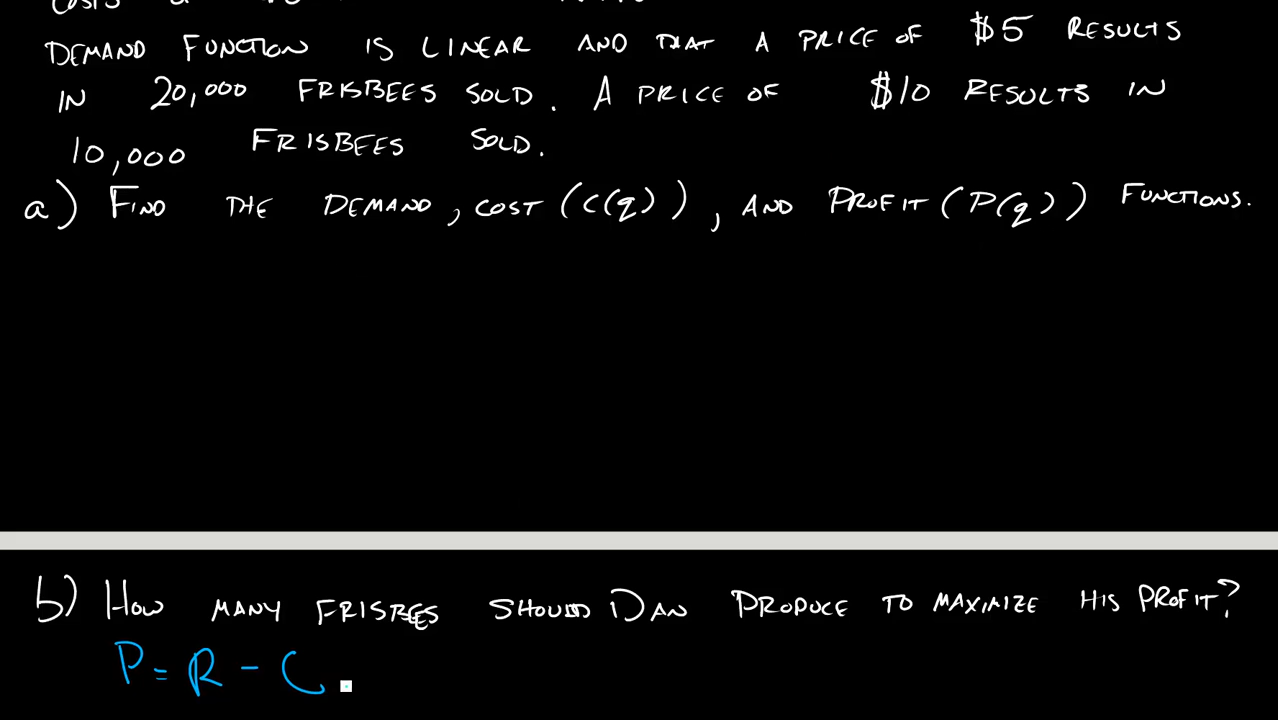 COSTS
DEMAND FUNCTION IS LINEAR AND THAT A PRICE OF $5 RESULTS
IN 20,000 FRISBEES SOLD. A PRICE OF $10 RESULTS IN
10,000 FRISBEES SOLD.
a) FIND THE DEMAND, COST (C(q)), AND PROFIT (P(q)) FUNCTIONS.
b) HOW MANY FRISBEES SHOULD DAN PRODUCE TO MAXIMIZE HIS PROFIT?
P = R - C